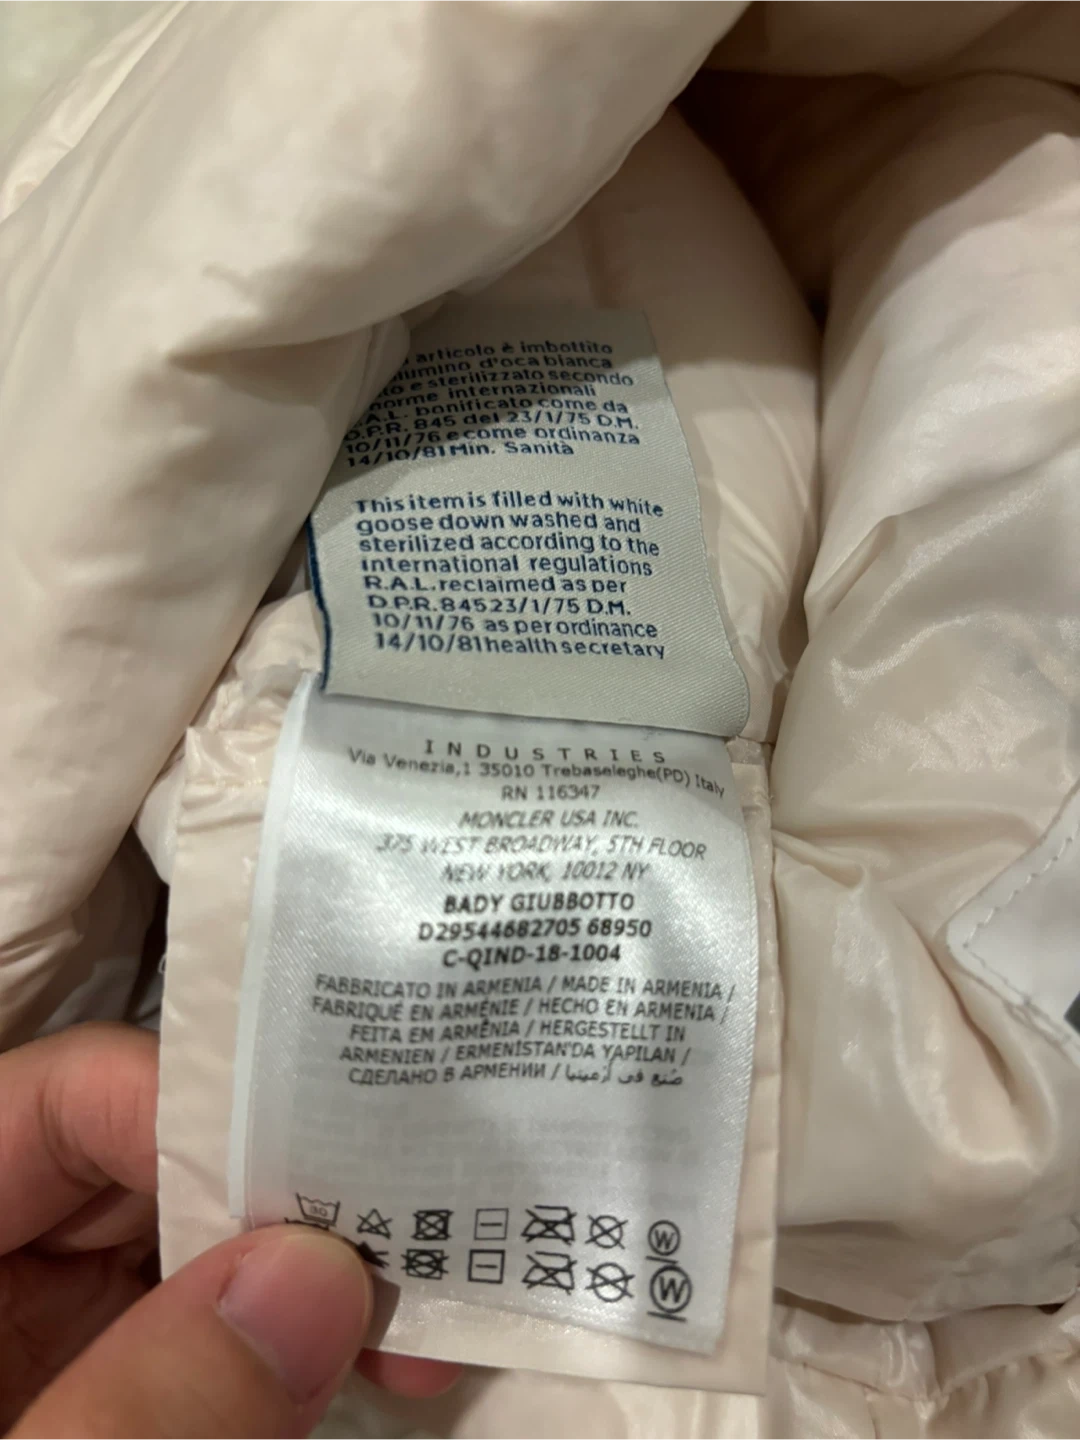 articolo è imbottito
d'oca bianca
e sterilizzato secondo
norme internazionali
bonificato come da
D.P.R. 845 del 23/1/75 D.M.
10/11/76 e come ordinanza
14/10/81 Min. Sanità
This item is filled with white
goose down washed and
sterilized according to the
international regulations
R.A.L. reclaimed as per
D.P.R. 845 23/1/75 D.M.
10/11/76 as per ordinance
14/10/81 health secretary
INDUSTRIES
Via Venezia,1 35010 Trebaseleghe(PD) Italy
RN 116347
MONCLER USA INC.
375 WEST BROADWAY, 5TH FLOOR
NEW YORK, 10012 NY
BADY GIUBBOTTO
D29544682705 68950
C-QIND-18-1004
FABBRICATO IN ARMENIA / MADE IN ARMENIA /
FABRIQUÉ EN ARMÉNIE / HECHO EN ARMENIA /
FEITA EM ARMÊNIA / HERGESTELLT IN
ARMENIEN / ERMENİSTAN'DA YAPILAN /
СДЕЛАНО В АРМЕНИИ / صُنع في أرمينيا
30
W
W